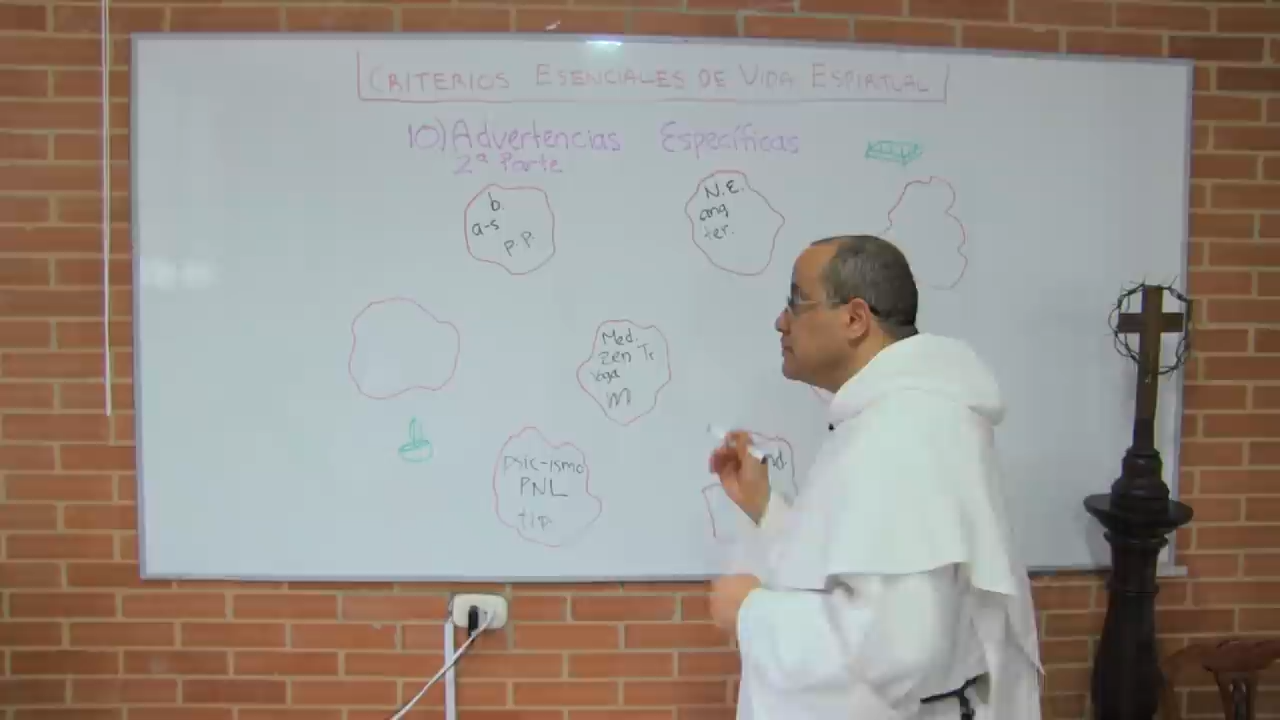 CRITERIOS ESENCIALES DE VIDA ESPIRITUAL
10) Advertencias Específicas
2ª Parte
b.
a-s
p.p.
N.E.
ang
ter.
Med.
Zen Tr
Yoga
M
psic-ismo
PNL
tip.